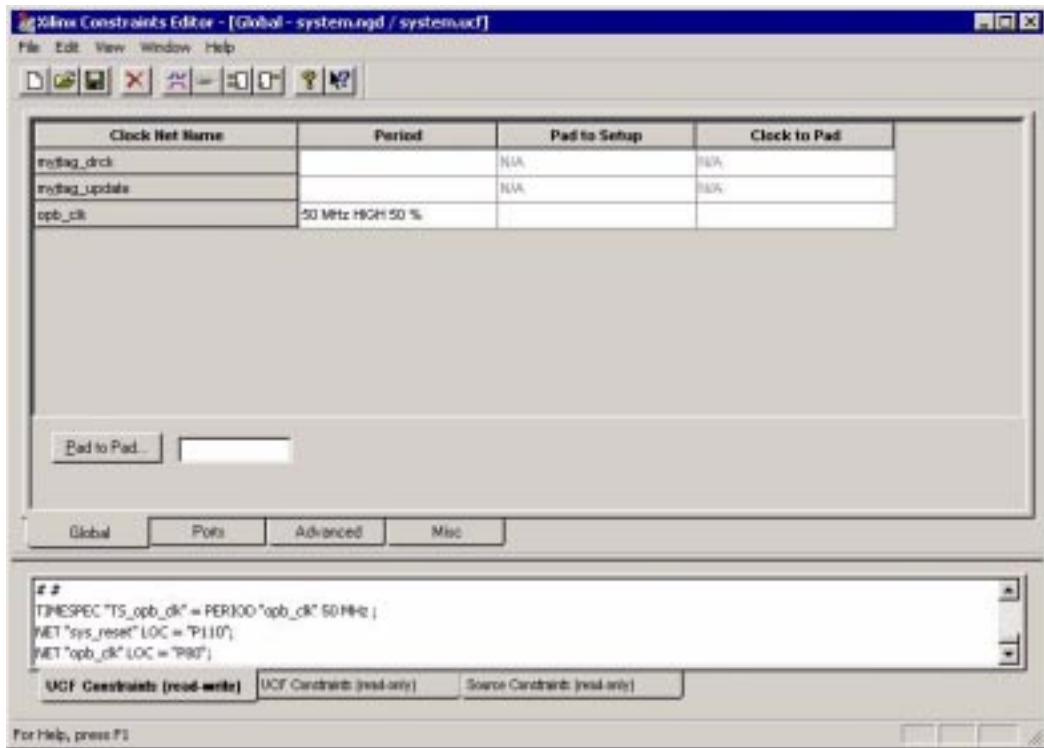 Xilinx Constraints Editor - [Global - system.ngd / system.ucf]
File Edit View Window Help
Clock Net Name Period Pad to Setup Clock to Pad
myjtag_drck N/A N/A
myjtag_update N/A N/A
opb_clk 50 MHz HIGH 50 %
Pad to Pad...
Global Ports Advanced Misc
# #
TIMESPEC "TS_opb_clk" = PERIOD "opb_clk" 50 MHz ;
NET "sys_reset" LOC = "P110";
NET "opb_clk" LOC = "P80";
UCF Constraints (read-write) UCF Constraints (read-only) Source Constraints (read-only)
For Help, press F1